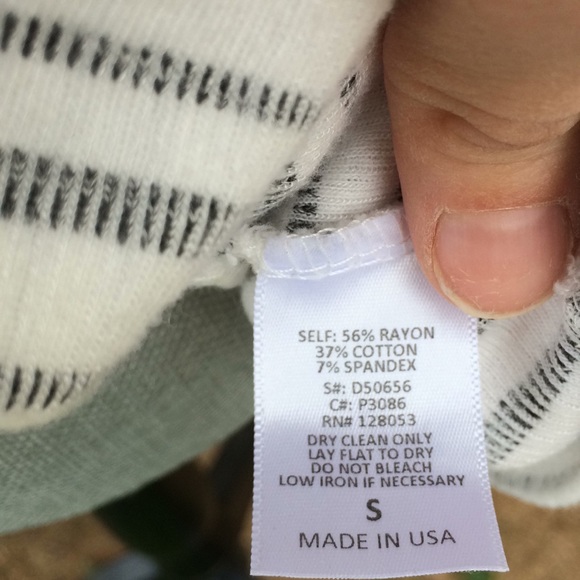 SELF: 56% RAYON
37% COTTON
7% SPANDEX
S#: D50656
C#: P3086
RN# 128053
DRY CLEAN ONLY
LAY FLAT TO DRY
DO NOT BLEACH
LOW IRON IF NECESSARY
S
MADE IN USA